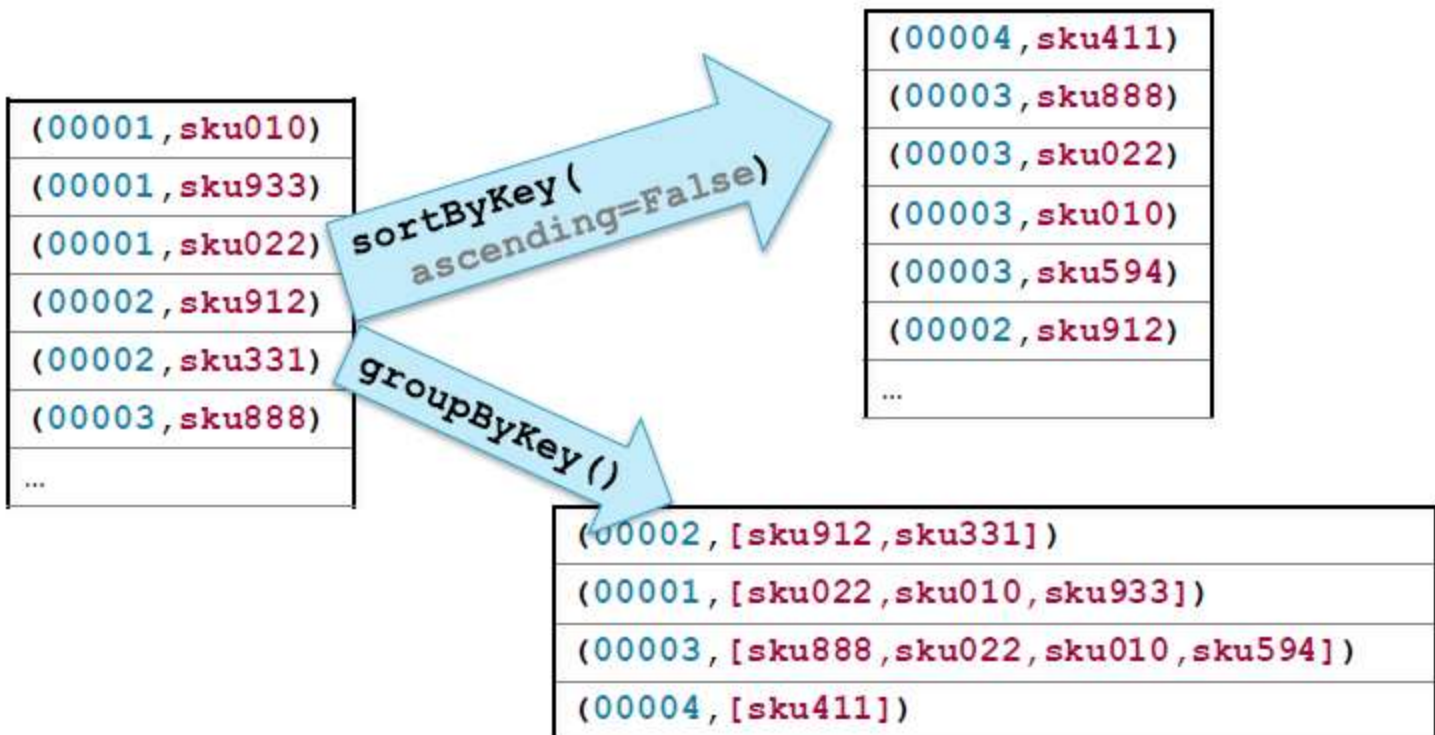 (00001,sku010)
(00001,sku933)
(00001,sku022)
(00002,sku912)
(00002,sku331)
(00003,sku888)
…
sortByKey(
ascending=False)
groupByKey()
(00004,sku411)
(00003,sku888)
(00003,sku022)
(00003,sku010)
(00003,sku594)
(00002,sku912)
…
(00002,[sku912,sku331])
(00001,[sku022,sku010,sku933])
(00003,[sku888,sku022,sku010,sku594])
(00004,[sku411])